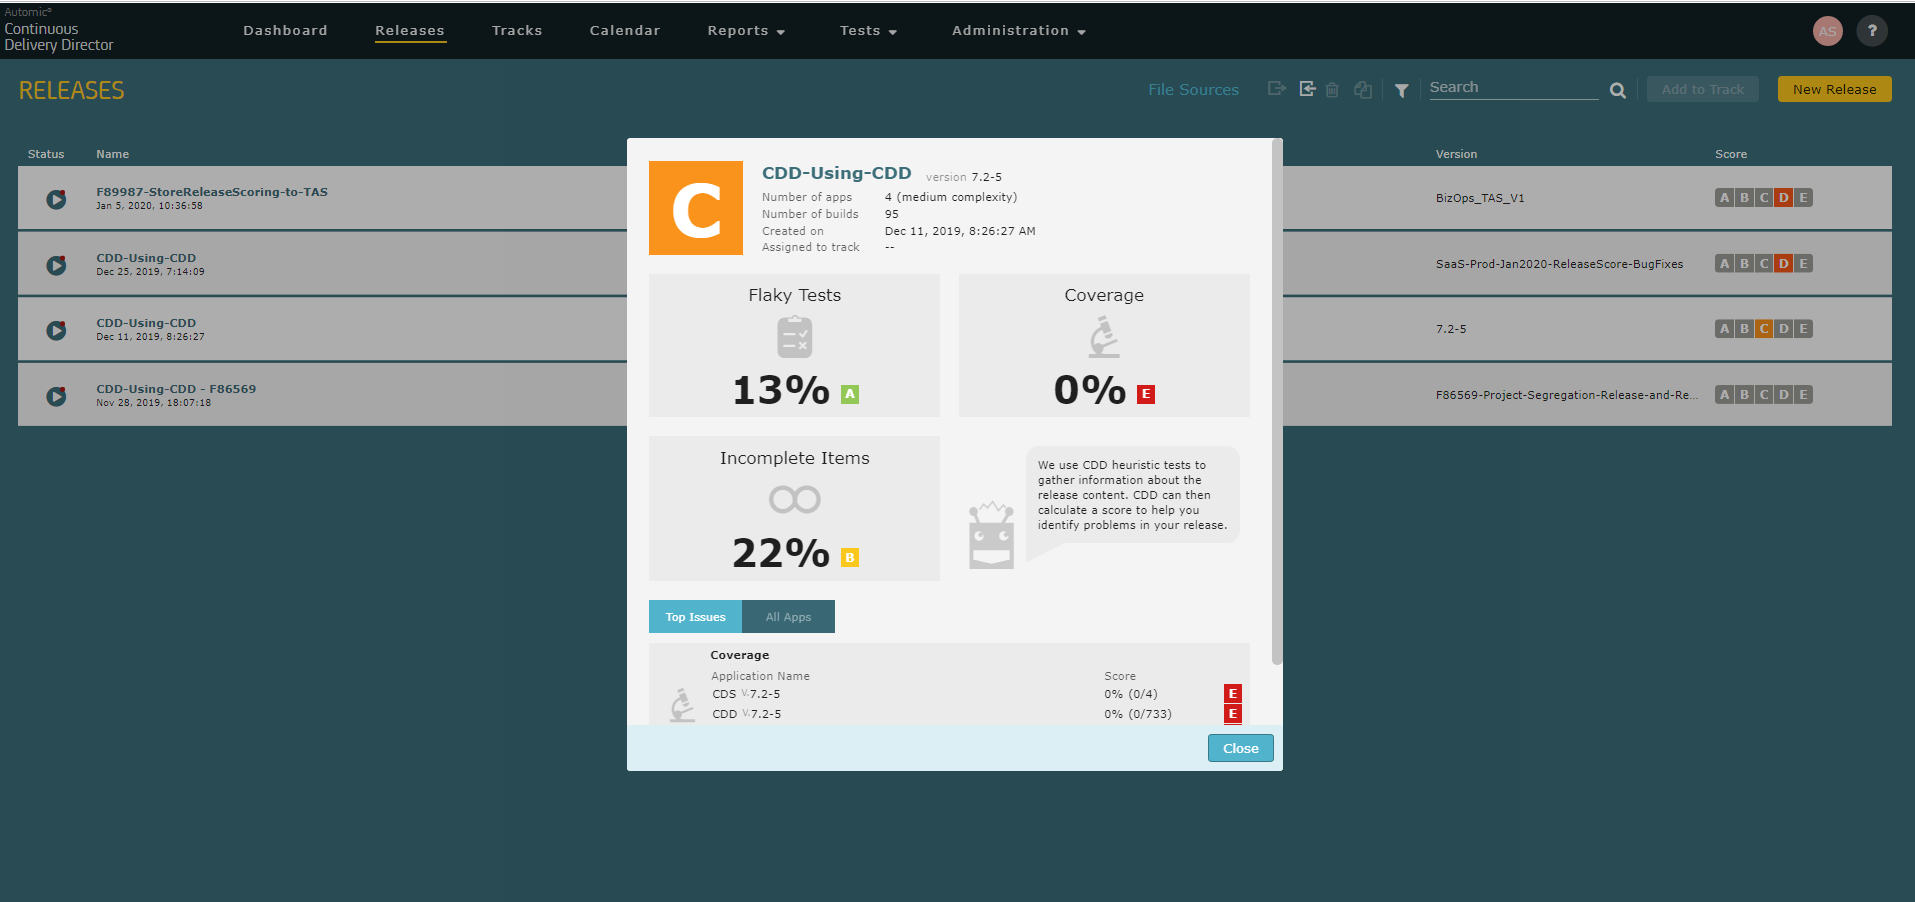 Automic®
Continuous
Delivery Director
Dashboard
Releases
Tracks
Calendar
Reports
Tests
Administration
AS
?
RELEASES
File Sources
Search
Add to Track
New Release
Status
Name
Version
Score
F89987-StoreReleaseScoring-to-TAS
Jan 5, 2020, 10:36:58
BizOps_TAS_V1
A B C D E
CDD-Using-CDD
Dec 25, 2019, 7:14:09
SaaS-Prod-Jan2020-ReleaseScore-BugFixes
A B C D E
CDD-Using-CDD
Dec 11, 2019, 8:26:27
7.2-5
A B C D E
CDD-Using-CDD - F86569
Nov 28, 2019, 18:07:18
F86569-Project-Segregation-Release-and-Re...
A B C D E
C
CDD-Using-CDD version 7.2-5
Number of apps 4 (medium complexity)
Number of builds 95
Created on Dec 11, 2019, 8:26:27 AM
Assigned to track --
Flaky Tests
13% A
Coverage
0% E
Incomplete Items
22% B
We use CDD heuristic tests to
gather information about the
release content. CDD can then
calculate a score to help you
identify problems in your release.
Top Issues
All Apps
Coverage
Application Name Score
CDS V.7.2-5 0% (0/4) E
CDD V.7.2-5 0% (0/733) E
Close